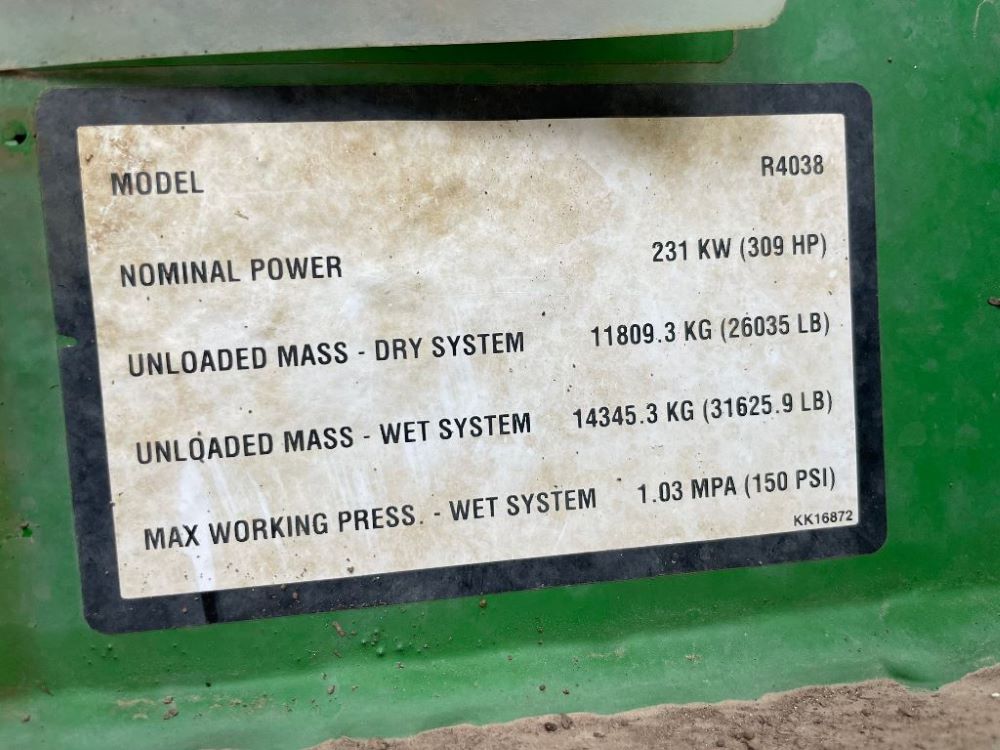 MODEL R4038
NOMINAL POWER 231 KW (309 HP)
UNLOADED MASS - DRY SYSTEM 11809.3 KG (26035 LB)
UNLOADED MASS - WET SYSTEM 14345.3 KG (31625.9 LB)
MAX WORKING PRESS. - WET SYSTEM 1.03 MPA (150 PSI)
KK16872